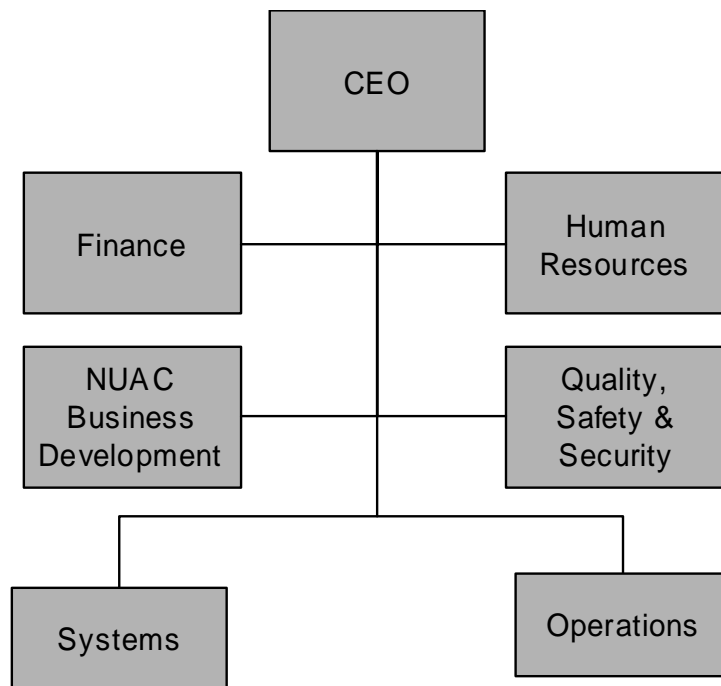 CEO
Finance
Human
Resources
NUAC
Business
Development
Quality,
Safety &
Security
Systems
Operations